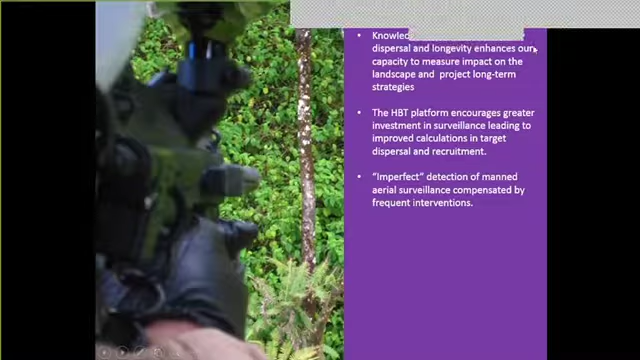 • Knowled
dispersal and longevity enhances our
capacity to measure impact on the
landscape and project long-term
strategies
• The HBT platform encourages greater
investment in surveillance leading to
improved calculations in target
dispersal and recruitment.
• “Imperfect” detection of manned
aerial surveillance compensated by
frequent interventions.